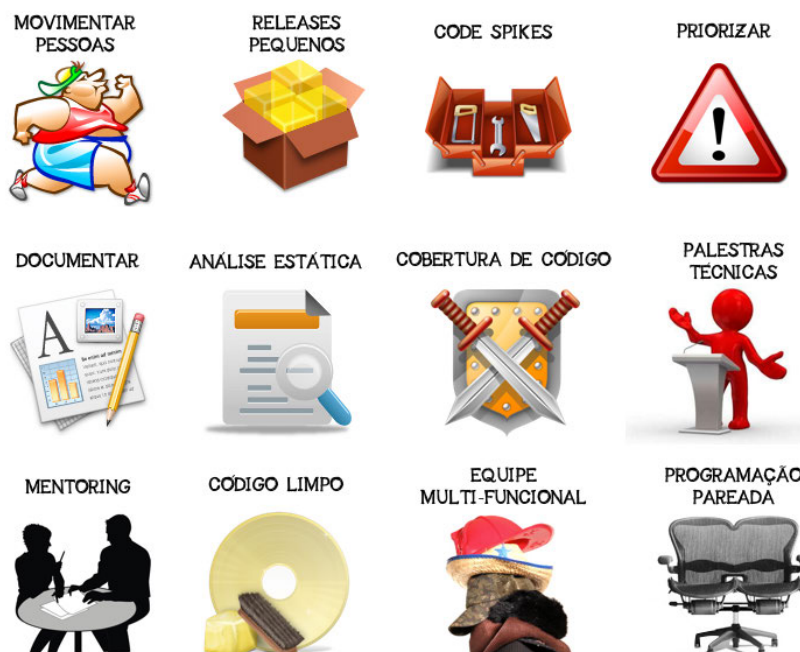 MOVIMENTAR
PESSOAS
RELEASES
PEQUENOS
CODE SPIKES
PRIORIZAR
DOCUMENTAR
ANÁLISE ESTÁTICA
COBERTURA DE CÓDIGO
PALESTRAS
TÉCNICAS
A
MENTORING
CÓDIGO LIMPO
EQUIPE
MULTI-FUNCIONAL
PROGRAMAÇÃO
PAREADA